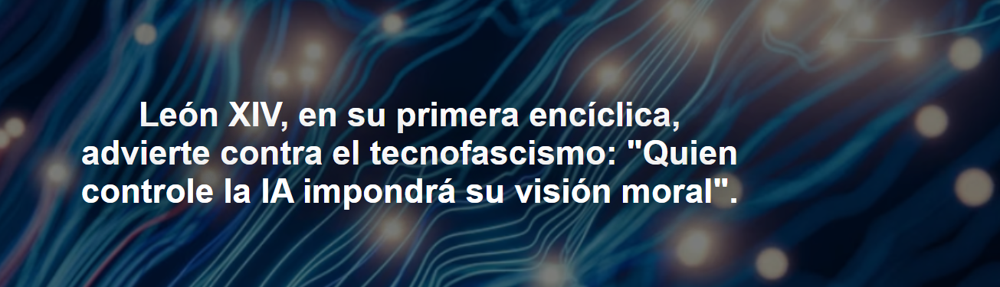 León XIV, en su primera encíclica,
advierte contra el tecnofascismo: "Quien
controle la IA impondrá su visión moral".